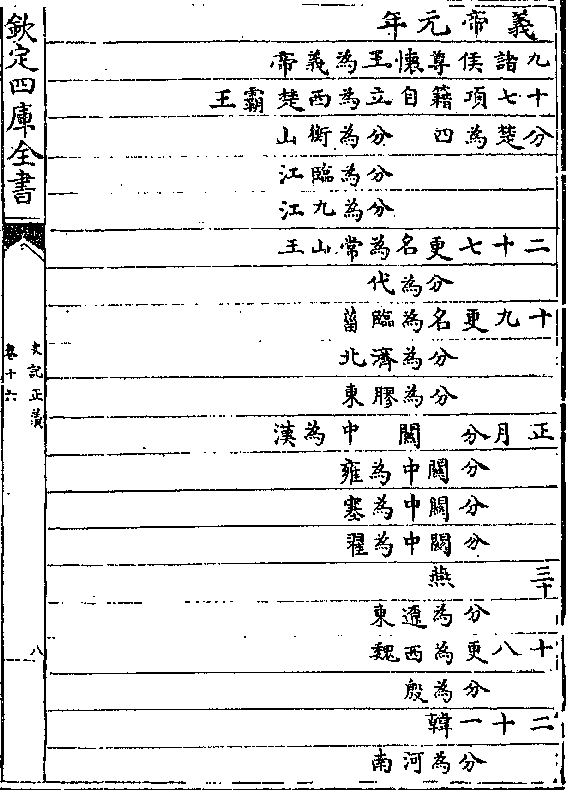 義帝元年
九諸侯尊懷王為義帝
十七項籍自立為西楚霸王
分楚為四 分為衡山
分為臨江
分為九江
二十七更名為常山王
分為代
十九更名為臨菑
分為濟北
分為膠東
正月分關中為漢
分關中為雍
分關中為塞
分關中為翟
三十 燕
分為遼東
十八更為西魏
分為殷
二十一韓
分為河南
欽定四庫全書
史記正義
卷十六
八